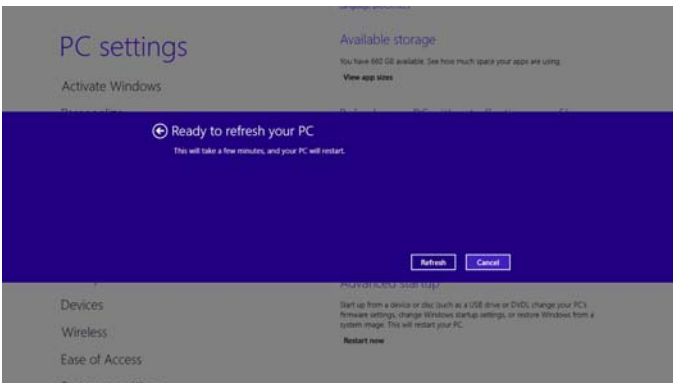 PC settings
Activate Windows
Devices
Wireless
Ease of Access
Available storage
You have 660 GB available. See how much space your apps are using.
View app sizes
Ready to refresh your PC
This will take a few minutes, and your PC will restart.
Refresh
Cancel
Advanced startup
Start up from a device or disc (such as a USB drive or DVD), change your PC's
firmware settings, change Windows startup settings, or restore Windows from a
system image. This will restart your PC.
Restart now